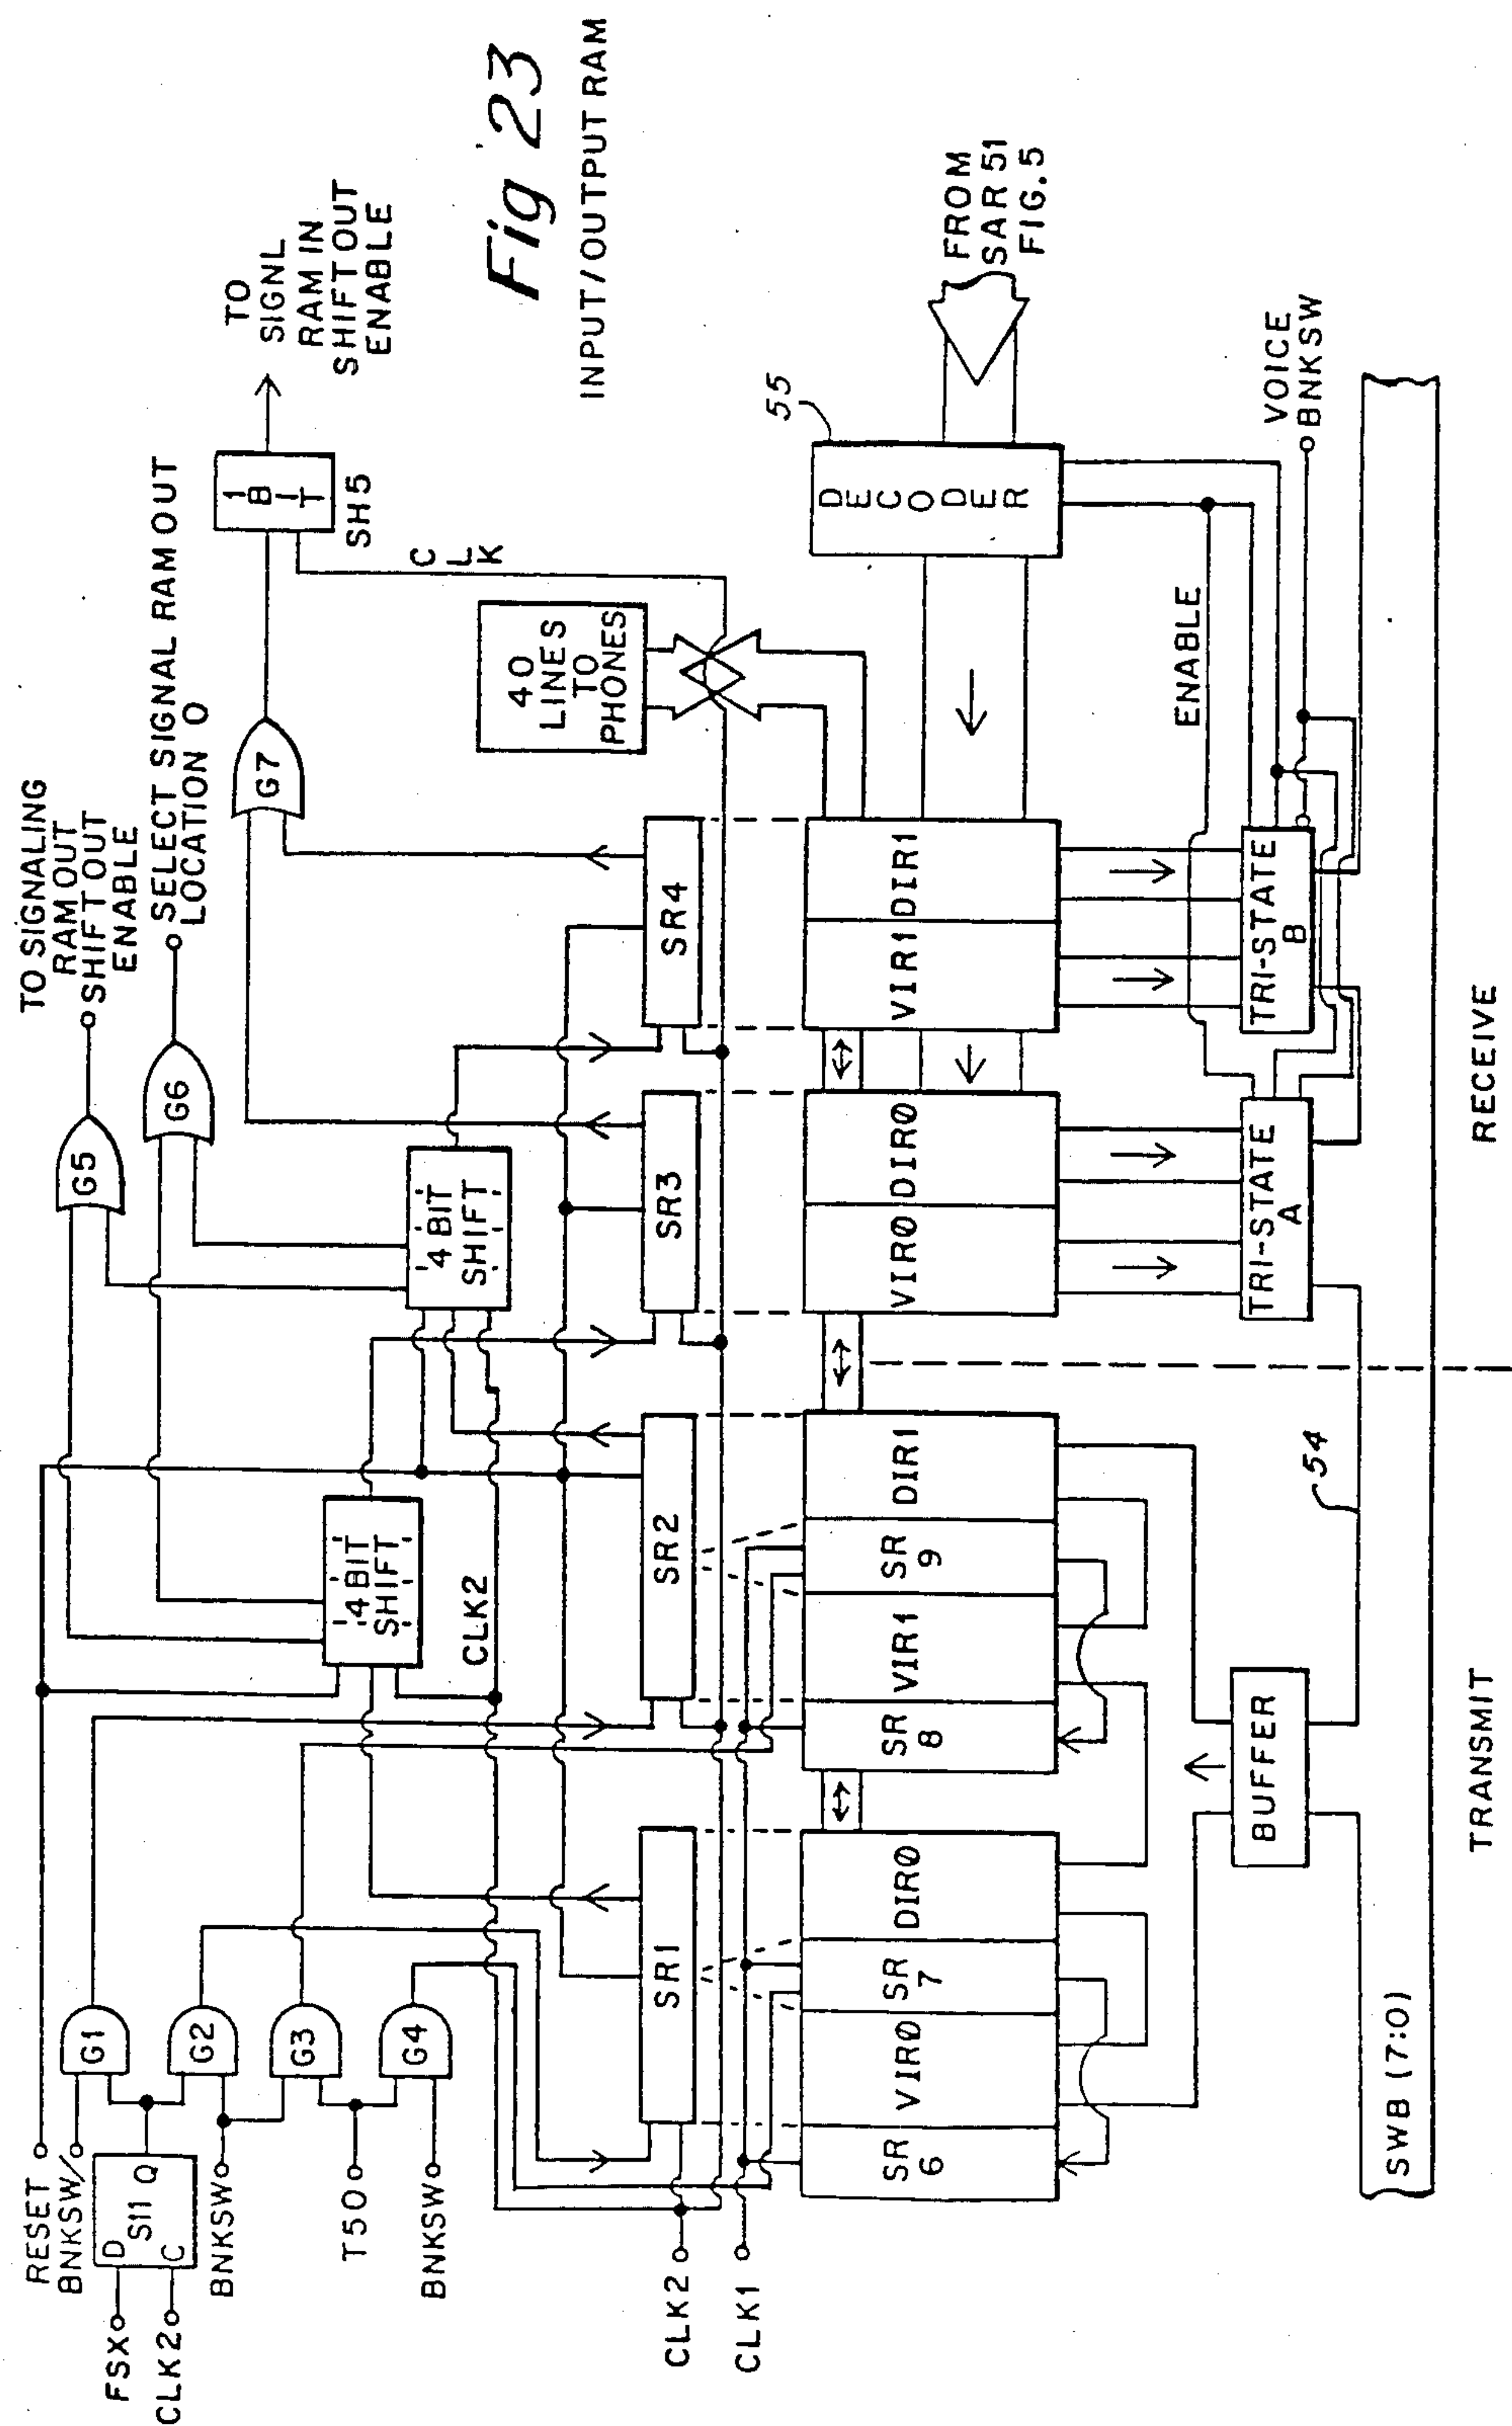 Fig 23
INPUT/OUTPUT RAM
RESET
BNKSW/
FSX
D
S11
Q
C
CLK2
BNKSW
T50
BNKSW
G1
G2
G3
G4
TO SIGNALING
RAM OUT
SHIFT OUT
ENABLE
G5
G6
SELECT SIGNAL RAM OUT
LOCATION 0
G7
1
B
I
T
SH5
TO
SIGNL
RAM IN
SHIFT OUT
ENABLE
C
L
K
4 BIT
SHIFT
4 BIT
SHIFT
CLK2
40
LINES
TO
PHONES
SR1
SR2
SR3
SR4
CLK2
CLK1
SR
6
VIR0
SR
7
DIR0
SR
8
VIR1
SR
9
DIR1
VIR0
DIR0
VIR1
DIR1
DECODER
55
FROM
SAR 51
FIG. 5
ENABLE
BUFFER
54
TRI-STATE
A
TRI-STATE
B
VOICE
BNKSW
SWB (7:0)
TRANSMIT
RECEIVE